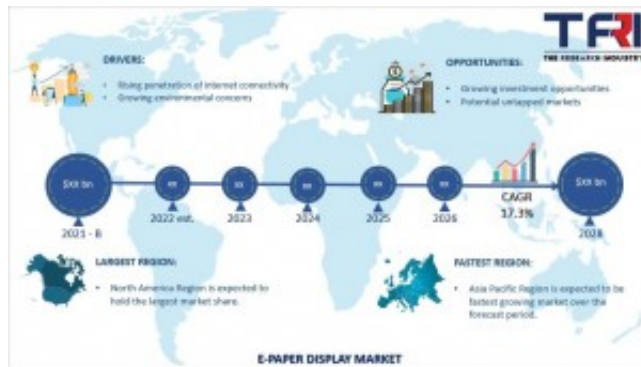 TFRI
THE RESEARCH INDUSTRY
DRIVERS:
• Rising penetration of internet connectivity
• Growing environmental concerns
OPPORTUNITIES:
• Growing investment opportunities
• Potential untapped markets
$XX bn
xx
xx
xx
xx
xx
$XX bn
2021 - B
2022 est.
2023
2024
2025
2026
CAGR
17.3%
2028
LARGEST REGION:
• North America Region is expected to
hold the largest market share.
FASTEST REGION:
• Asia Pacific Region is expected to be
fastest growing market over the
forecast period.
E-PAPER DISPLAY MARKET